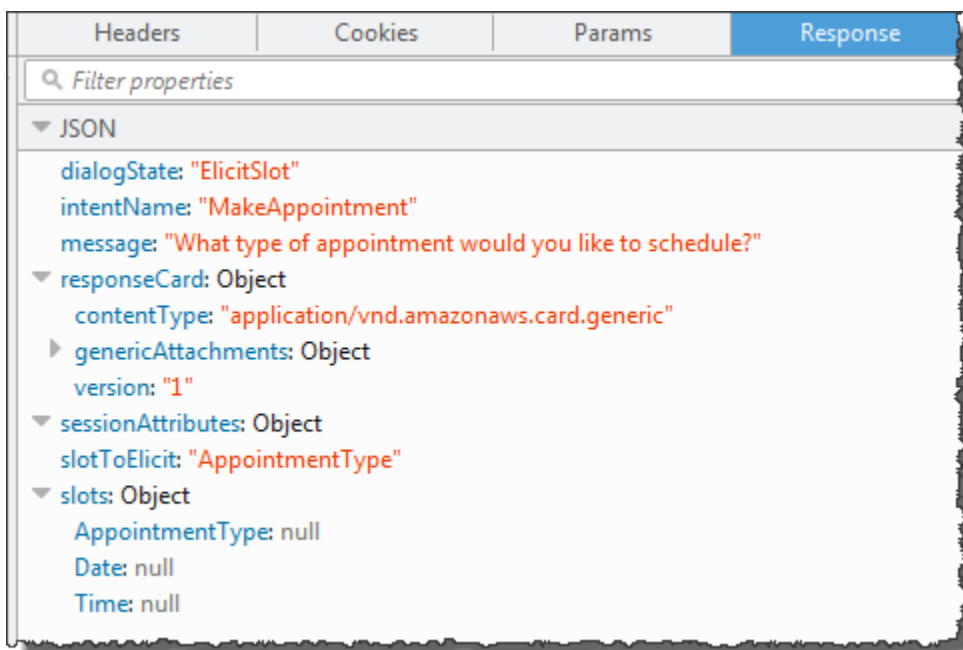 Headers Cookies Params Response
Filter properties
JSON
dialogState: "ElicitSlot"
intentName: "MakeAppointment"
message: "What type of appointment would you like to schedule?"
responseCard: Object
contentType: "application/vnd.amazonaws.card.generic"
genericAttachments: Object
version: "1"
sessionAttributes: Object
slotToElicit: "AppointmentType"
slots: Object
AppointmentType: null
Date: null
Time: null